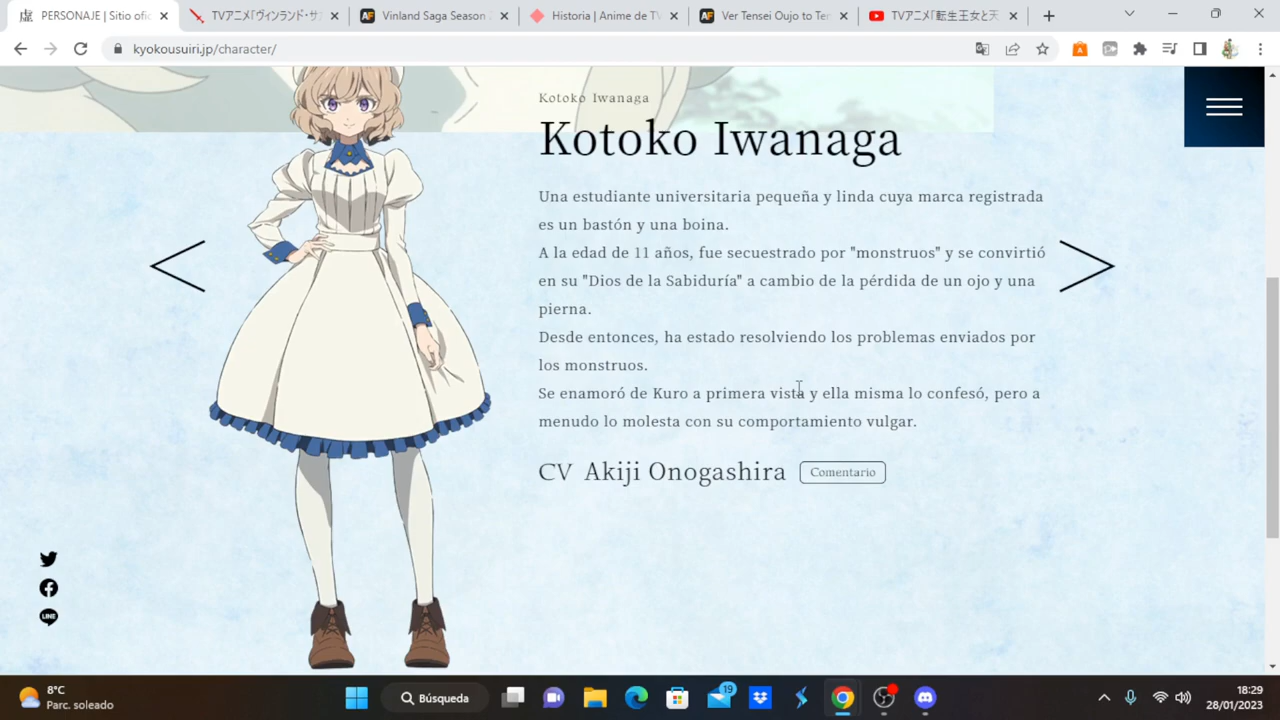 PERSONAJE | Sitio ofic
TVアニメ「ヴィンランド・サ
Vinland Saga Season 2
Historia | Anime de TV
Ver Tensei Oujo to Ten
TVアニメ「転生王女と天
kyokousuiri.jp/character/
Kotoko Iwanaga
Kotoko Iwanaga
Una estudiante universitaria pequeña y linda cuya marca registrada
es un bastón y una boina.
A la edad de 11 años, fue secuestrado por "monstruos" y se convirtió
en su "Dios de la Sabiduría" a cambio de la pérdida de un ojo y una
pierna.
Desde entonces, ha estado resolviendo los problemas enviados por
los monstruos.
Se enamoró de Kuro a primera vista y ella misma lo confesó, pero a
menudo lo molesta con su comportamiento vulgar.
CV Akiji Onogashira
Comentario
LINE
8°C
Parc. soleado
Búsqueda
19
18:29
28/01/2023